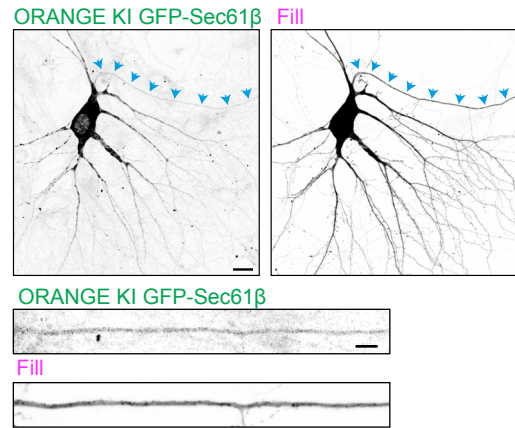 ORANGE KI GFP-Sec61β Fill
ORANGE KI GFP-Sec61β
Fill